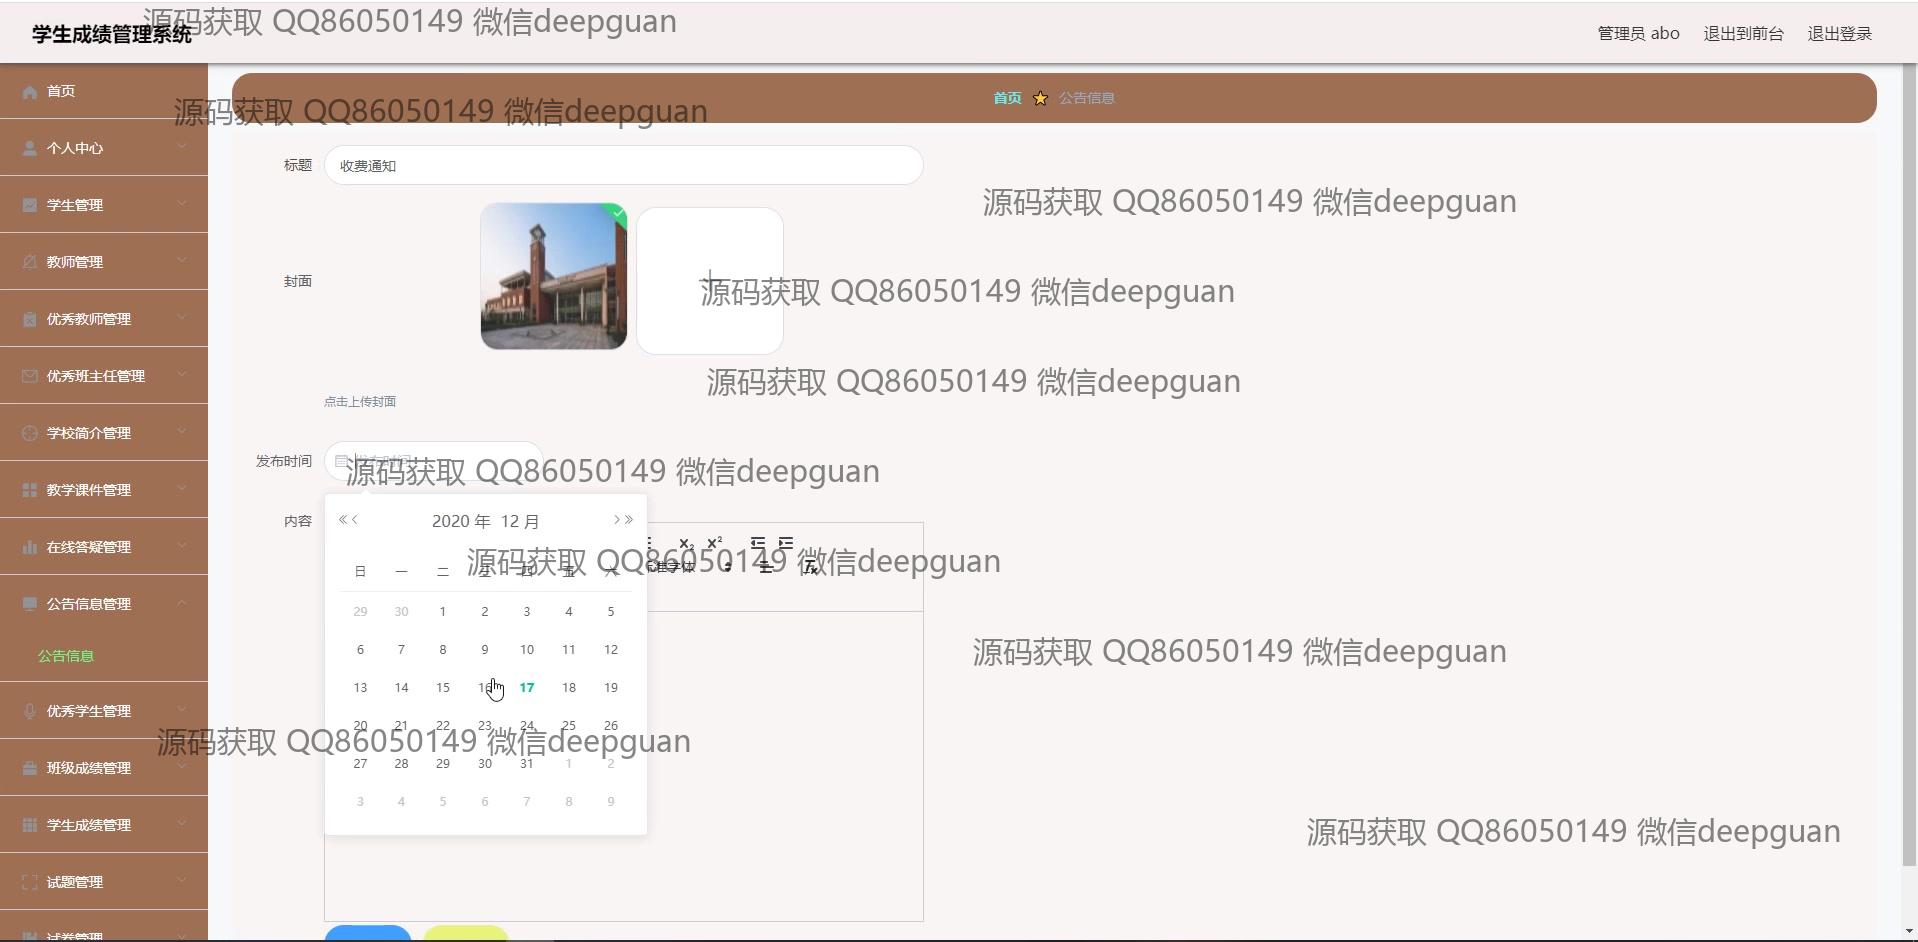 学生成绩管理系统
源码获取 QQ86050149 微信deepguan
管理员 abo 退出到前台 退出登录
首页
个人中心
学生管理
教师管理
优秀教师管理
优秀班主任管理
学校简介管理
教学课件管理
在线答疑管理
公告信息管理
公告信息
优秀学生管理
班级成绩管理
学生成绩管理
试题管理
试卷管理
首页 公告信息
源码获取 QQ86050149 微信deepguan
标题 收费通知
源码获取 QQ86050149 微信deepguan
封面
源码获取 QQ86050149 微信deepguan
源码获取 QQ86050149 微信deepguan
点击上传封面
发布时间 发布时间
源码获取 QQ86050149 微信deepguan
内容
2020 年 12 月
源码获取 QQ86050149 微信deepguan
标准字体
日 一 二 三 四 五 六
29 30 1 2 3 4 5
6 7 8 9 10 11 12
13 14 15 16 17 18 19
20 21 22 23 24 25 26
27 28 29 30 31 1 2
3 4 5 6 7 8 9
源码获取 QQ86050149 微信deepguan
源码获取 QQ86050149 微信deepguan
源码获取 QQ86050149 微信deepguan